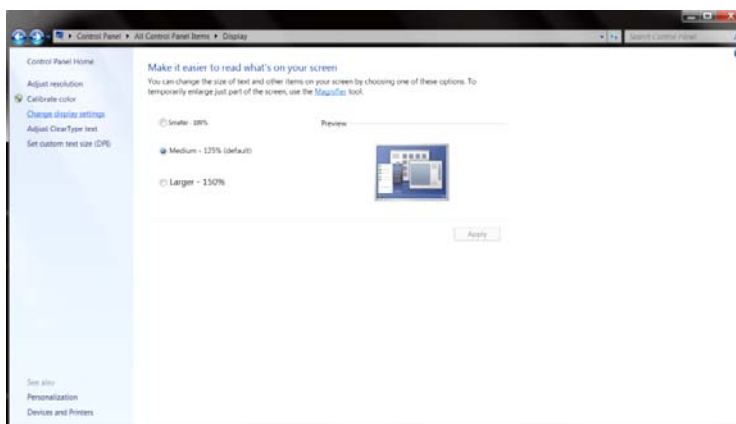 Control Panel ▸ All Control Panel Items ▸ Display
Search Control Panel
Control Panel Home
Adjust resolution
Calibrate color
Change display settings
Adjust ClearType text
Set custom text size (DPI)
Make it easier to read what's on your screen
You can change the size of text and other items on your screen by choosing one of these options. To
temporarily enlarge just part of the screen, use the Magnifier tool.
Smaller - 100%
Preview
Medium - 125% (default)
Larger - 150%
Apply
See also
Personalization
Devices and Printers